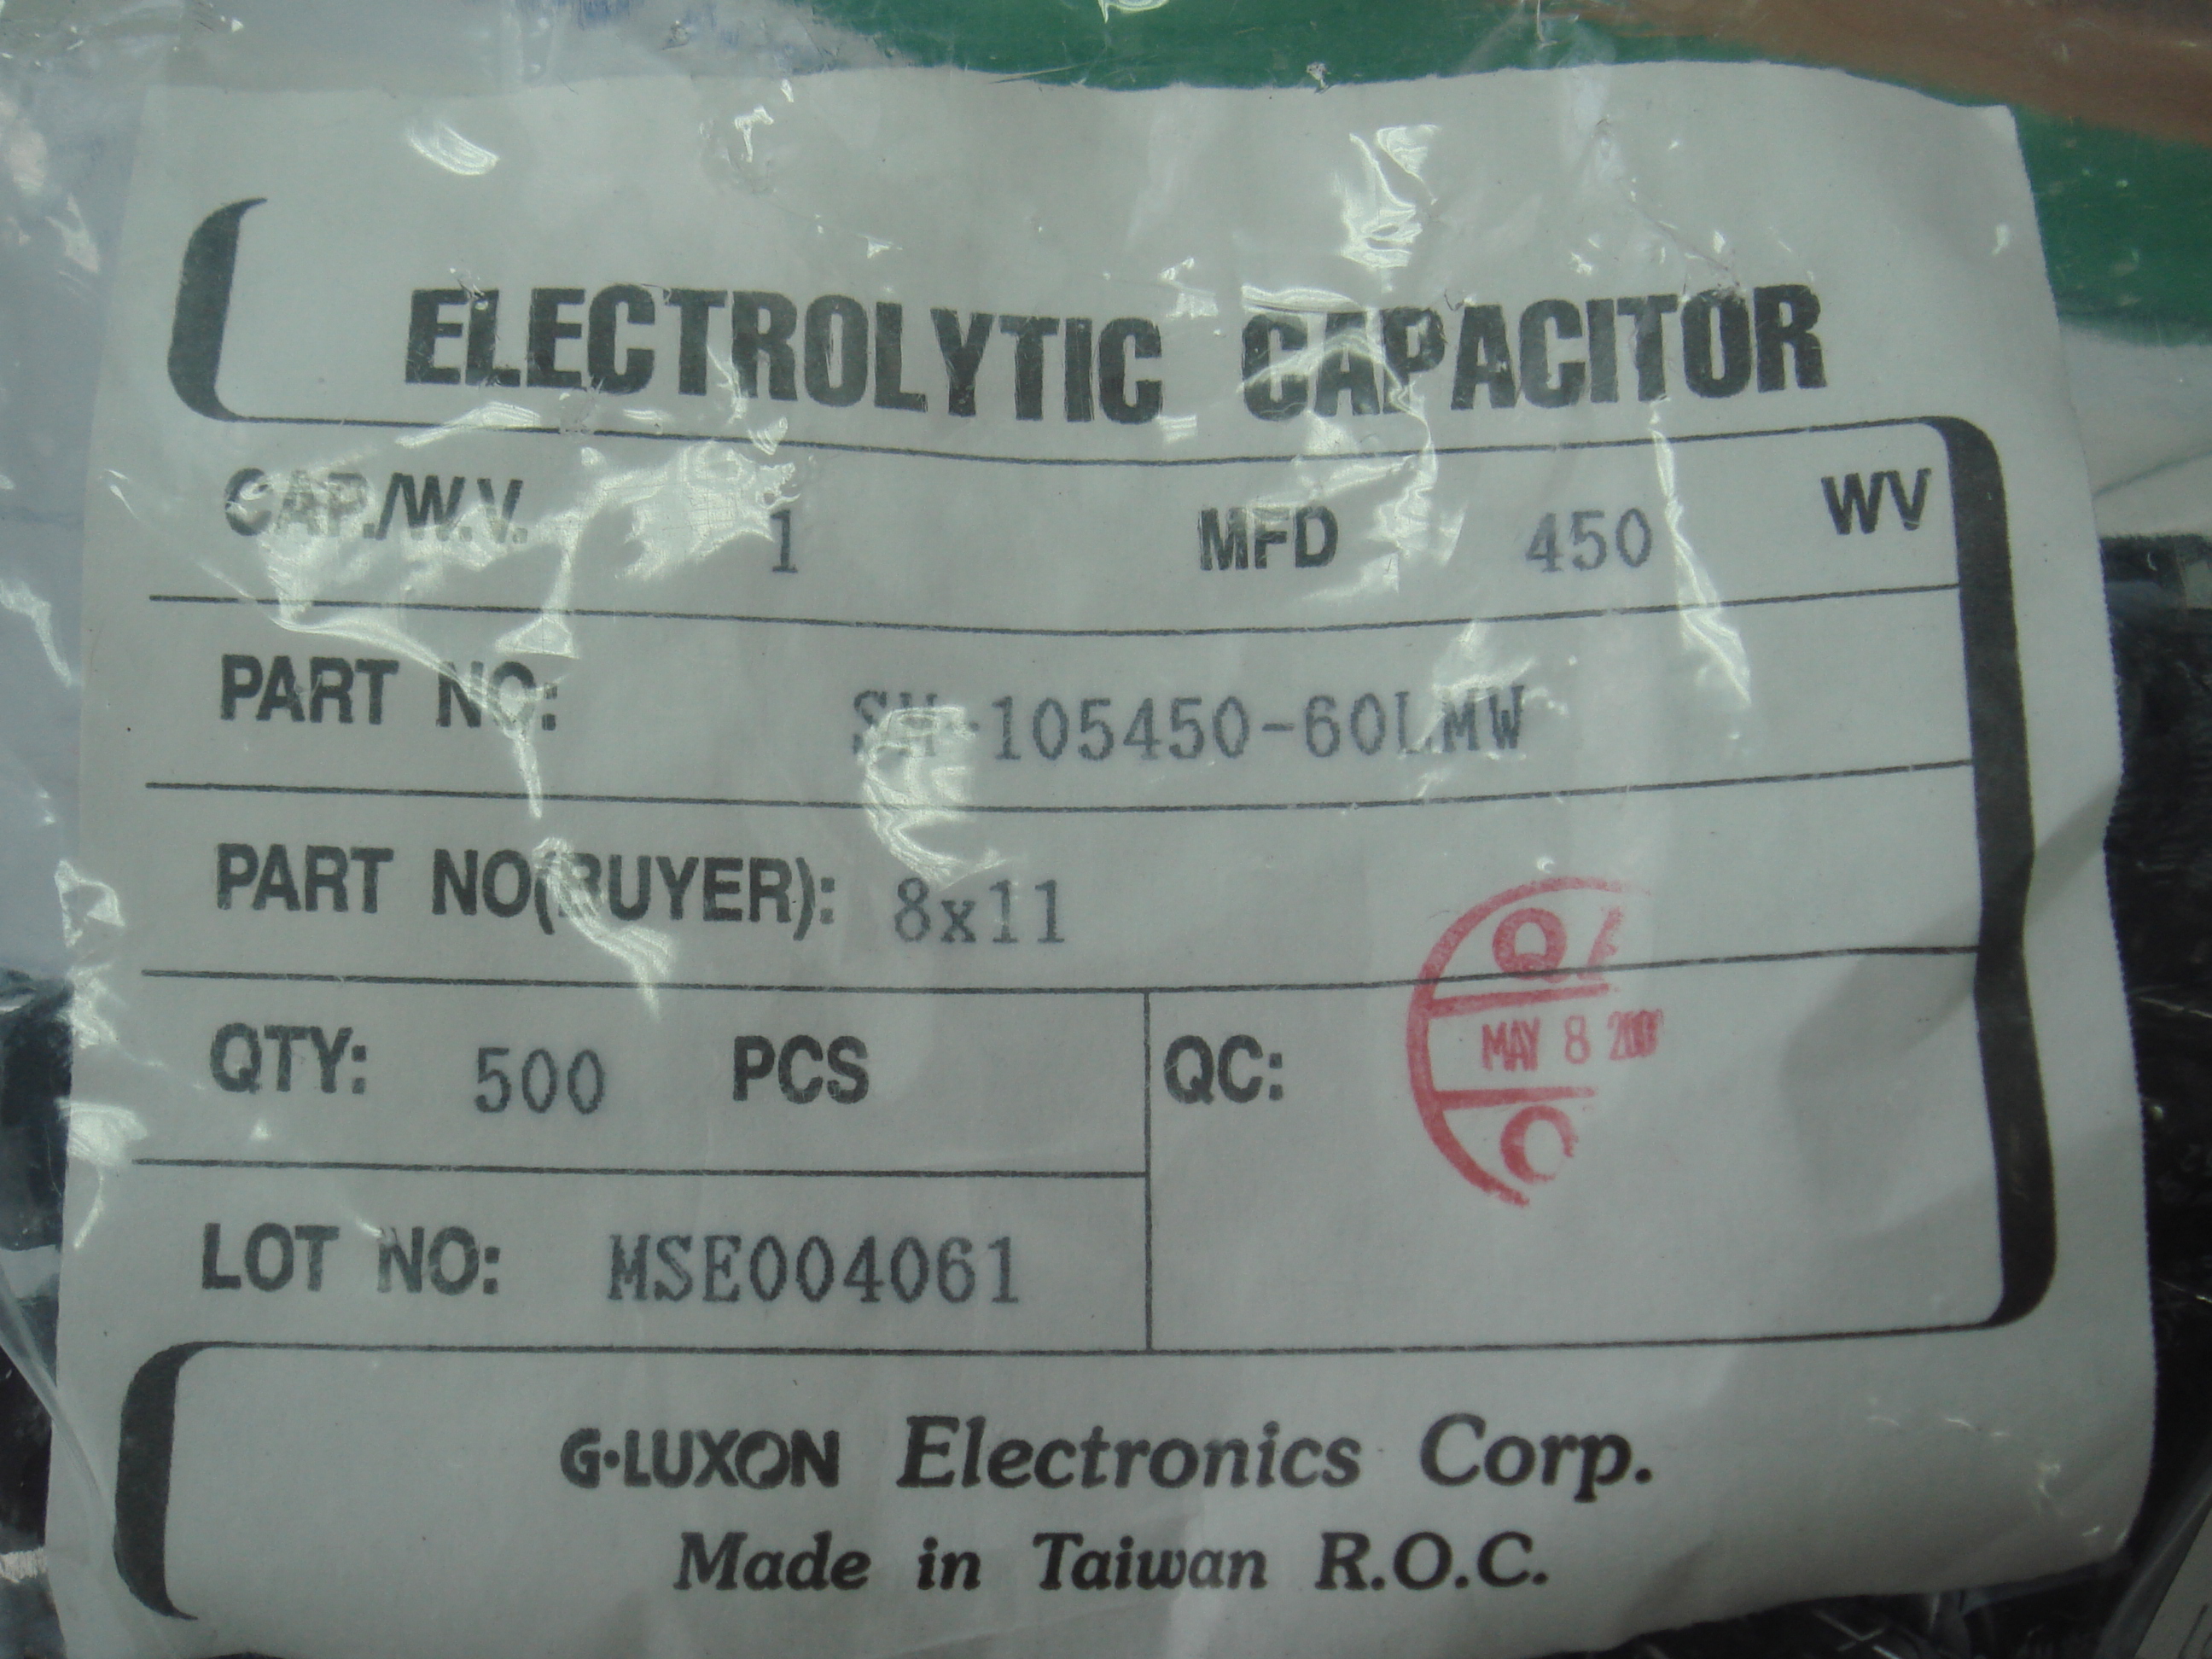 ELECTROLYTIC CAPACITOR
CAP./W.V. 1 MFD 450 WV
PART NO: SH-105450-60LMW
PART NO(BUYER): 8x11
QTY: 500 PCS QC:
MAY 8
LOT NO: MSE004061
G·LUXON Electronics Corp.
Made in Taiwan R.O.C.